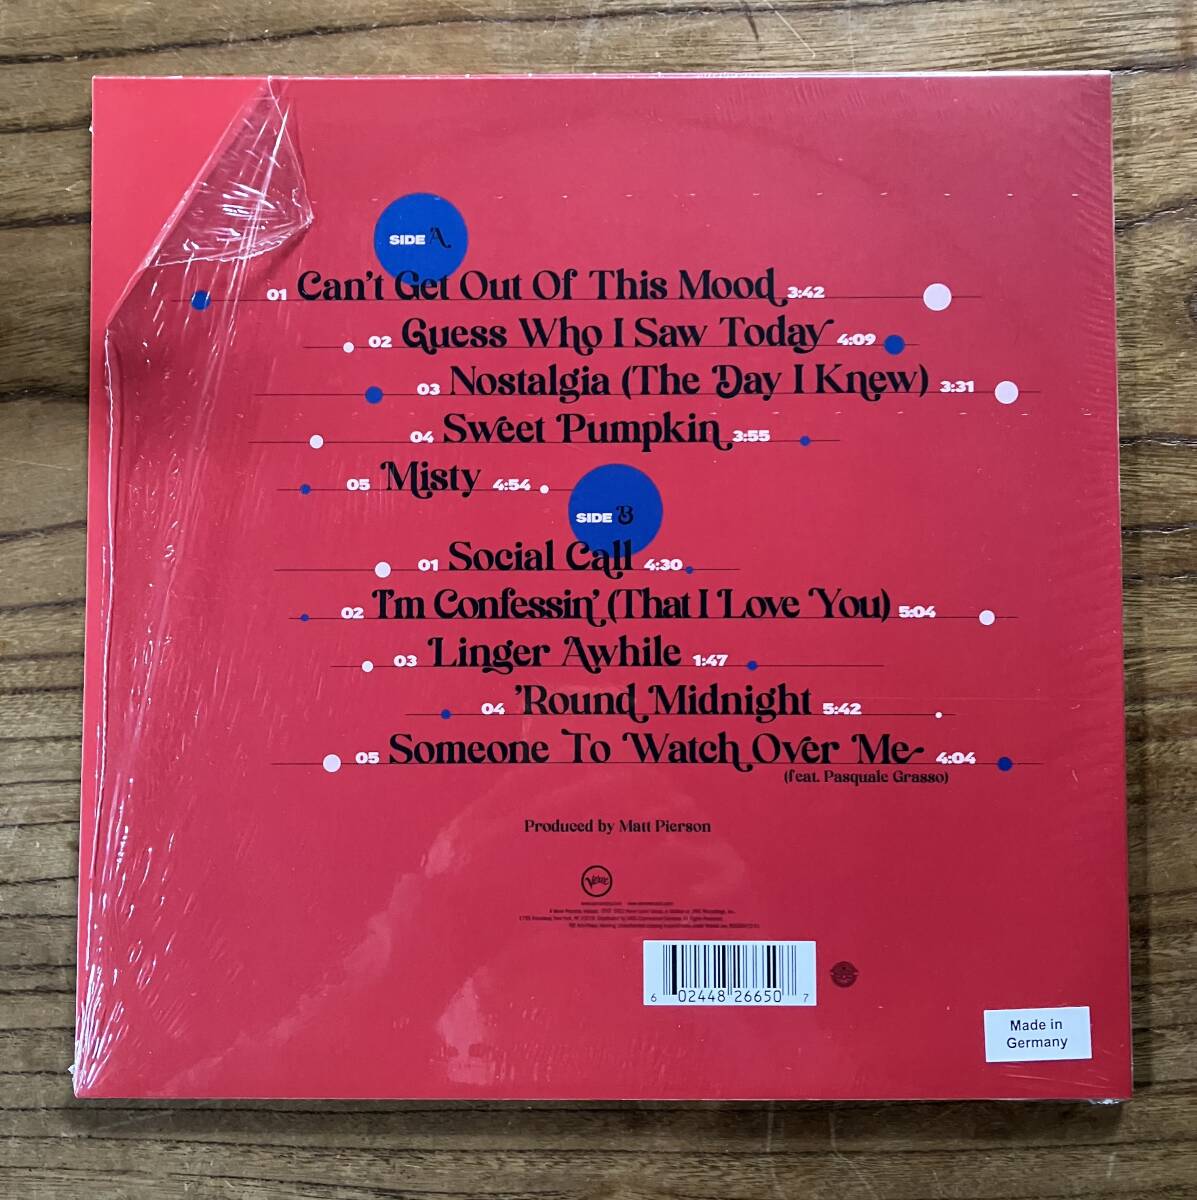 SIDE A
01 Can't Get Out Of This Mood 3:42
02 Guess Who I Saw Today 4:09
03 Nostalgia (The Day I Knew) 3:31
04 Sweet Pumpkin 3:55
05 Misty 4:54
SIDE B
01 Social Call 4:30
02 I'm Confessin' (That I Love You) 5:04
03 Linger Awhile 1:47
04 'Round Midnight 5:42
05 Someone To Watch Over Me 4:04
(feat. Pasquale Grasso)
Produced by Matt Pierson
Verve
6 02448 26650 7
Made in
Germany